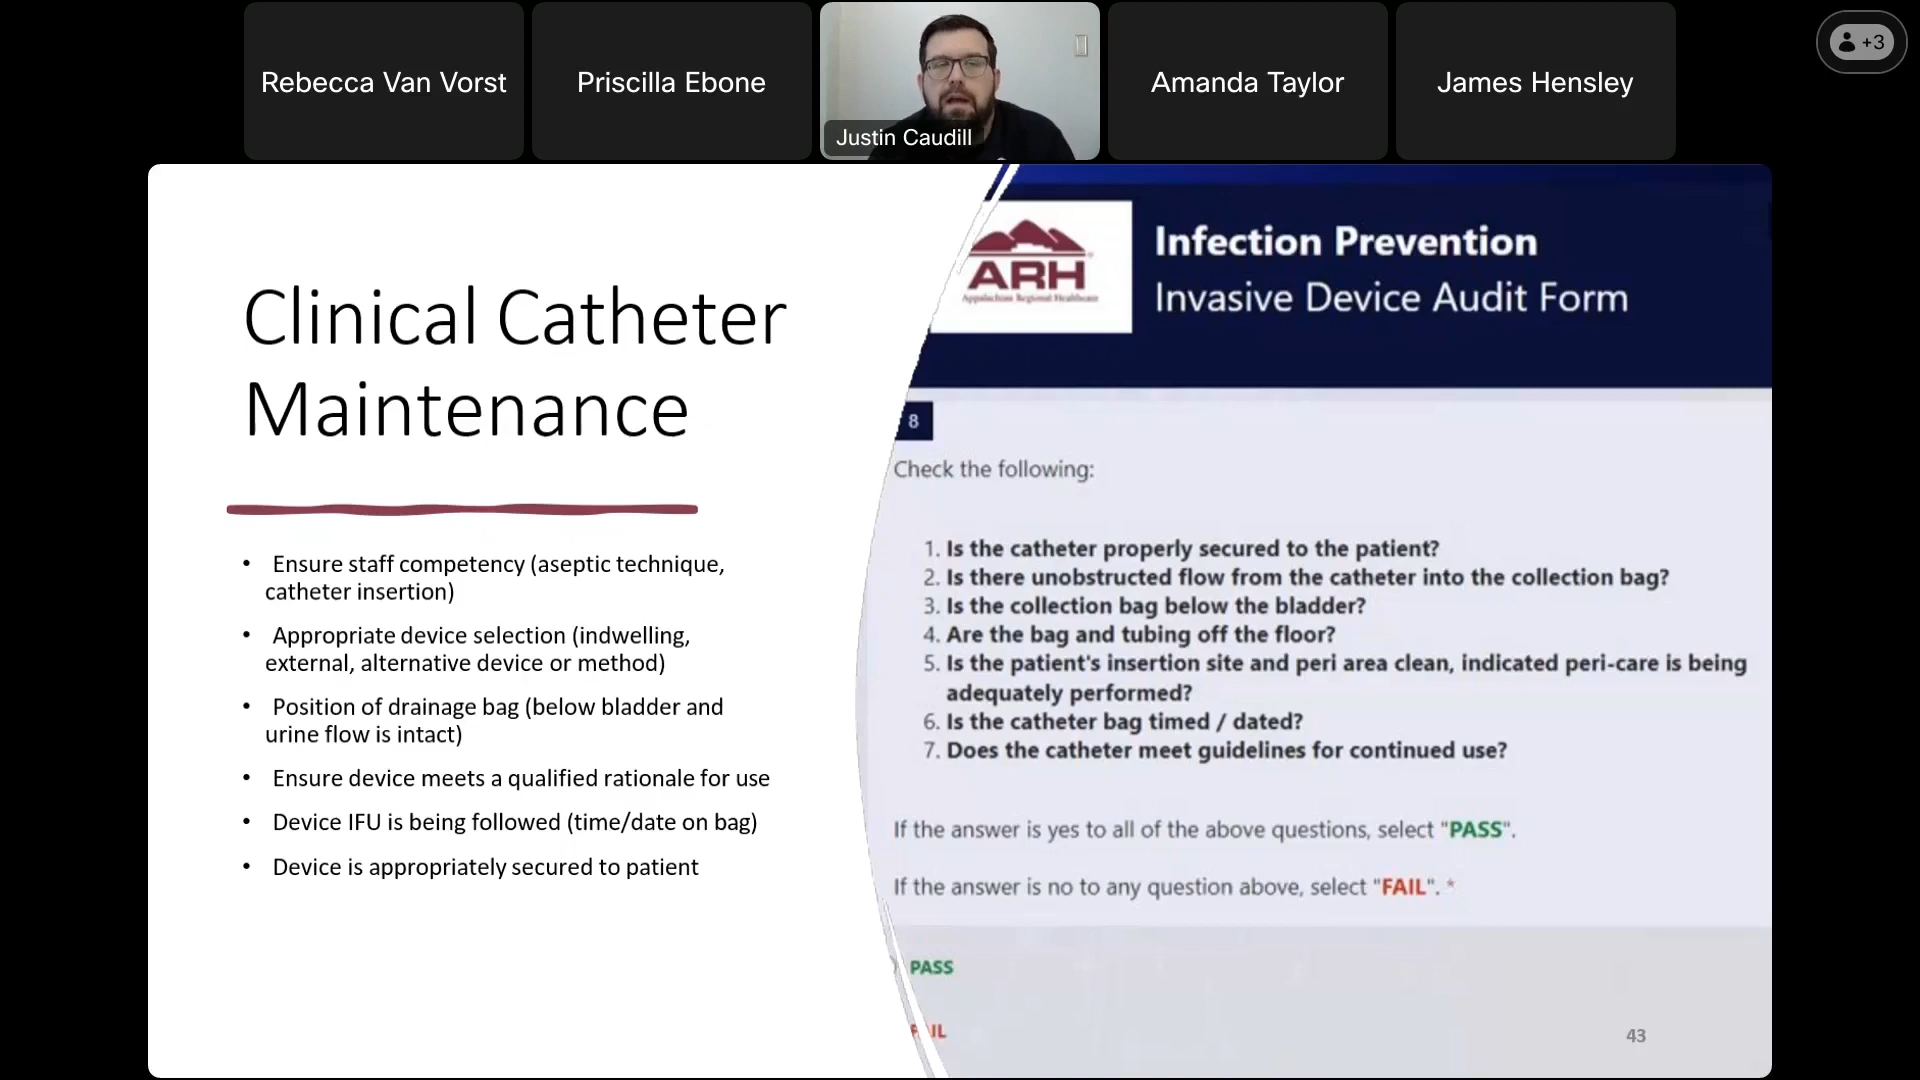 Rebecca Van Vorst
Priscilla Ebone
Justin Caudill
Amanda Taylor
James Hensley
+3
Clinical Catheter
Maintenance
• Ensure staff competency (aseptic technique,
catheter insertion)
• Appropriate device selection (indwelling,
external, alternative device or method)
• Position of drainage bag (below bladder and
urine flow is intact)
• Ensure device meets a qualified rationale for use
• Device IFU is being followed (time/date on bag)
• Device is appropriately secured to patient
ARH
Appalachian Regional Healthcare
Infection Prevention
Invasive Device Audit Form
8
Check the following:
1. Is the catheter properly secured to the patient?
2. Is there unobstructed flow from the catheter into the collection bag?
3. Is the collection bag below the bladder?
4. Are the bag and tubing off the floor?
5. Is the patient's insertion site and peri area clean, indicated peri-care is being
adequately performed?
6. Is the catheter bag timed / dated?
7. Does the catheter meet guidelines for continued use?
If the answer is yes to all of the above questions, select "PASS".
If the answer is no to any question above, select "FAIL". *
PASS
FAIL
43